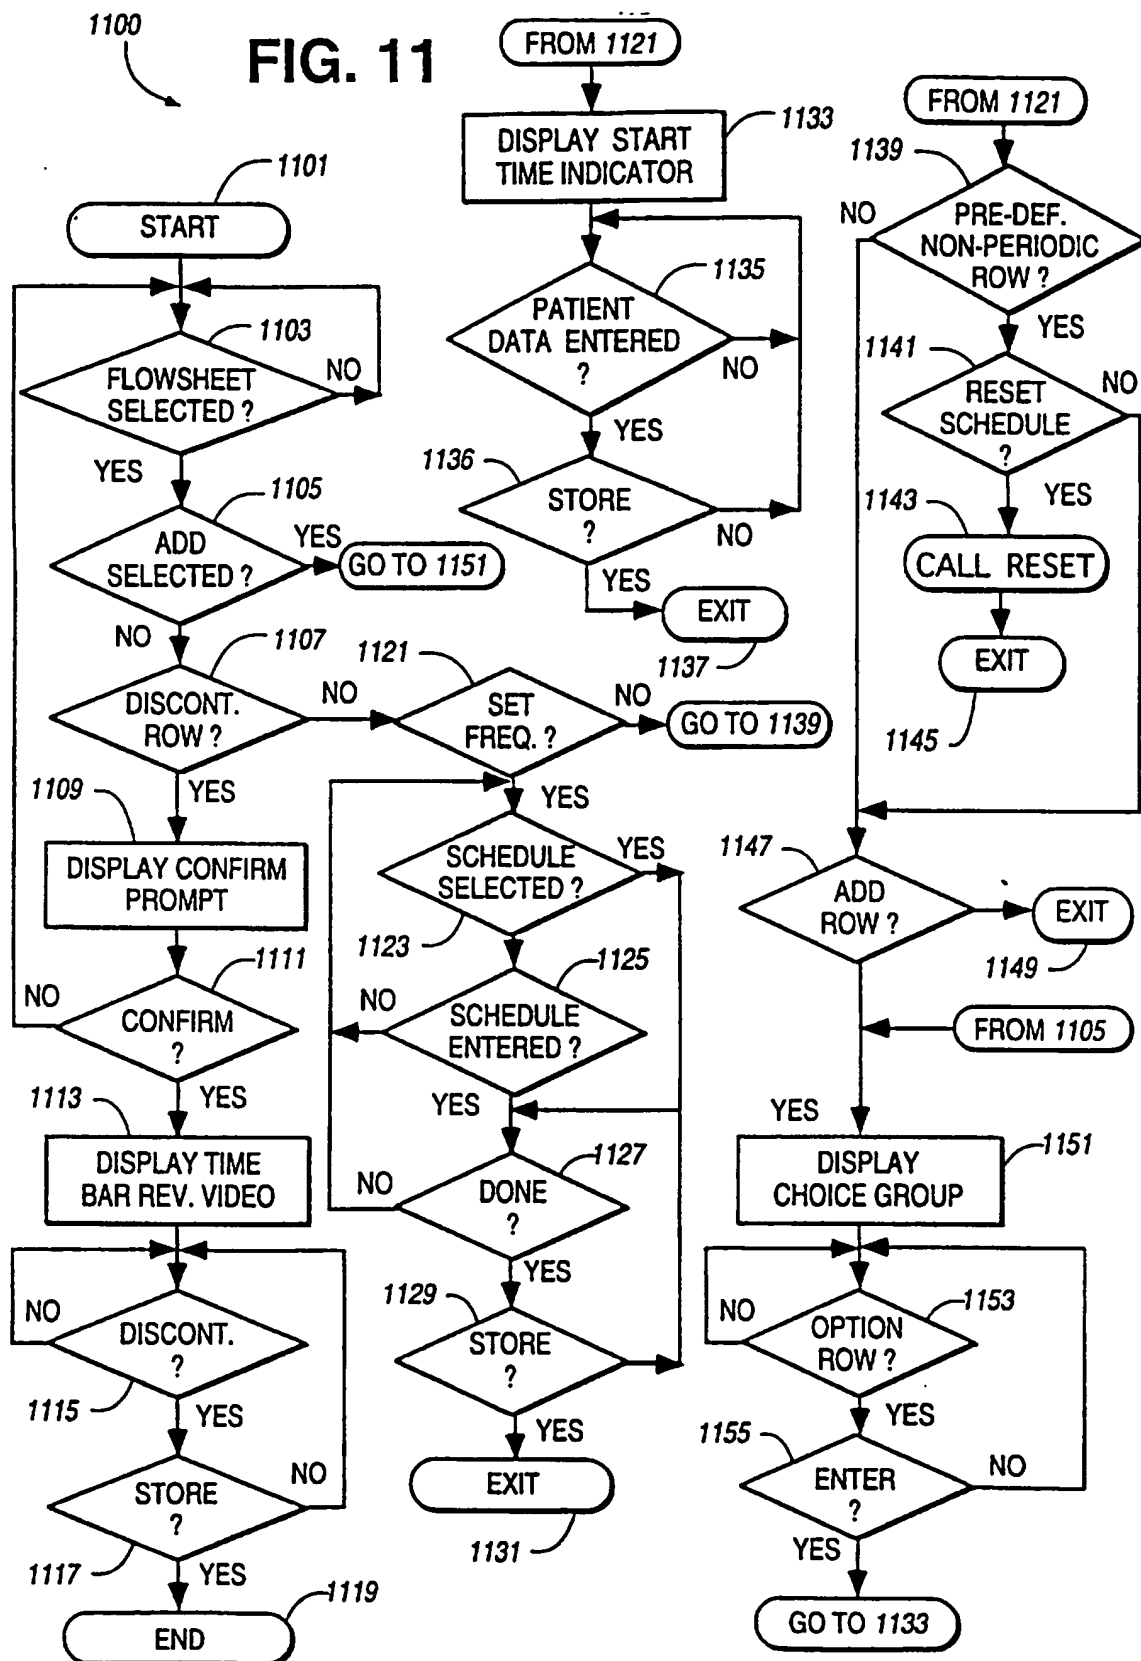 1100
FIG. 11
1101
START
1103
FLOWSHEET
SELECTED ?
NO
YES
1105
ADD
SELECTED ?
YES
GO TO 1151
NO
1107
DISCONT.
ROW ?
NO
YES
1109
DISPLAY CONFIRM
PROMPT
1111
NO
CONFIRM
?
YES
1113
DISPLAY TIME
BAR REV. VIDEO
NO
DISCONT.
?
1115
YES
STORE
?
NO
1117
YES
1119
END
FROM 1121
1133
DISPLAY START
TIME INDICATOR
1135
PATIENT
DATA ENTERED
?
NO
YES
1136
STORE
?
NO
YES
EXIT
1137
1121
SET
FREQ. ?
NO
GO TO 1139
YES
SCHEDULE
SELECTED ?
YES
1123
1125
NO
SCHEDULE
ENTERED ?
YES
1127
NO
DONE
?
YES
1129
STORE
?
YES
EXIT
1131
FROM 1121
1139
NO
PRE-DEF.
NON-PERIODIC
ROW ?
YES
1141
NO
RESET
SCHEDULE
?
YES
1143
CALL RESET
EXIT
1145
1147
ADD
ROW ?
EXIT
1149
FROM 1105
YES
1151
DISPLAY
CHOICE GROUP
1153
NO
OPTION
ROW ?
YES
1155
ENTER
?
NO
YES
GO TO 1133